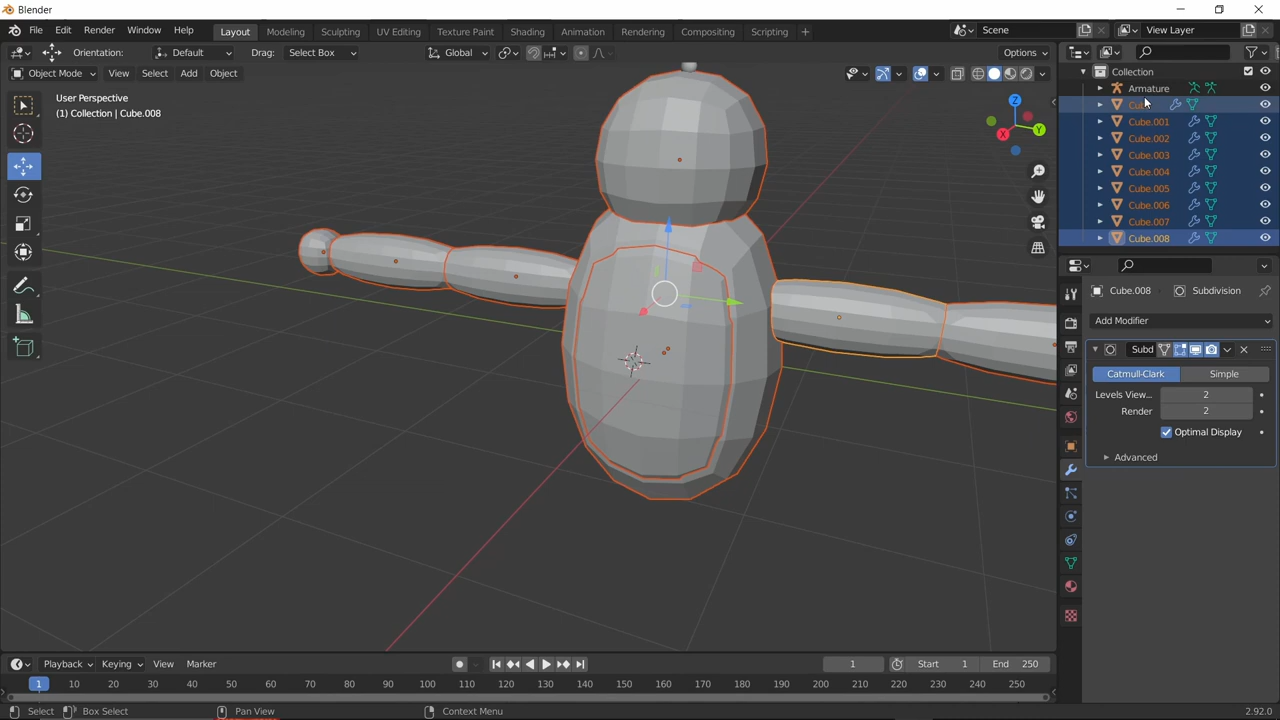 Blender
File Edit Render Window Help Layout Modeling Sculpting UV Editing Texture Paint Shading Animation Rendering Compositing Scripting + Scene View Layer
Orientation: Default Drag: Select Box Global Options
Object Mode View Select Add Object
Collection
Armature
User Perspective
(1) Collection | Cube.008
Cube.001
Cube.002
Cube.003
Cube.004
Cube.005
Cube.006
Cube.007
Cube.008
Z
Y
X
Cube.008 Subdivision
Add Modifier
Subd
Catmull-Clark Simple
Levels View... 2
Render 2
Optimal Display
Advanced
Playback Keying View Marker 1 Start 1 End 250
1 10 20 30 40 50 60 70 80 90 100 110 120 130 140 150 160 170 180 190 200 210 220 230 240 250
Select Box Select Pan View Context Menu 2.92.0